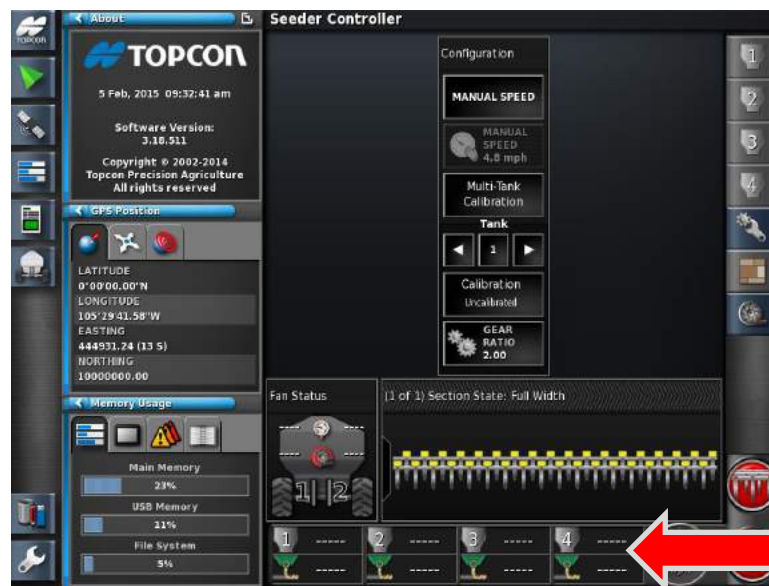 About
Seeder Controller
TOPCON
TOPCON
5 Feb, 2015 09:32:41 am
Software Version:
3.18.511
Copyright © 2002-2014
Topcon Precision Agriculture
All rights reserved
GPS Position
LATITUDE
0°00'00.00"N
LONGITUDE
105°29'41.58"W
EASTING
444931.24 (13 S)
NORTHING
10000000.00
Memory Usage
Main Memory
23%
USB Memory
11%
File System
5%
Configuration
MANUAL SPEED
MANUAL
SPEED
4.8 mph
Multi-Tank
Calibration
Tank
1
Calibration
Uncalibrated
GEAR
RATIO
2.00
Fan Status
---- ----
---- ----
1 2
(1 of 1) Section State: Full Width
1 ----- 2 ----- 3 ----- 4 -----
----- ----- ----- -----
1
2
3
4